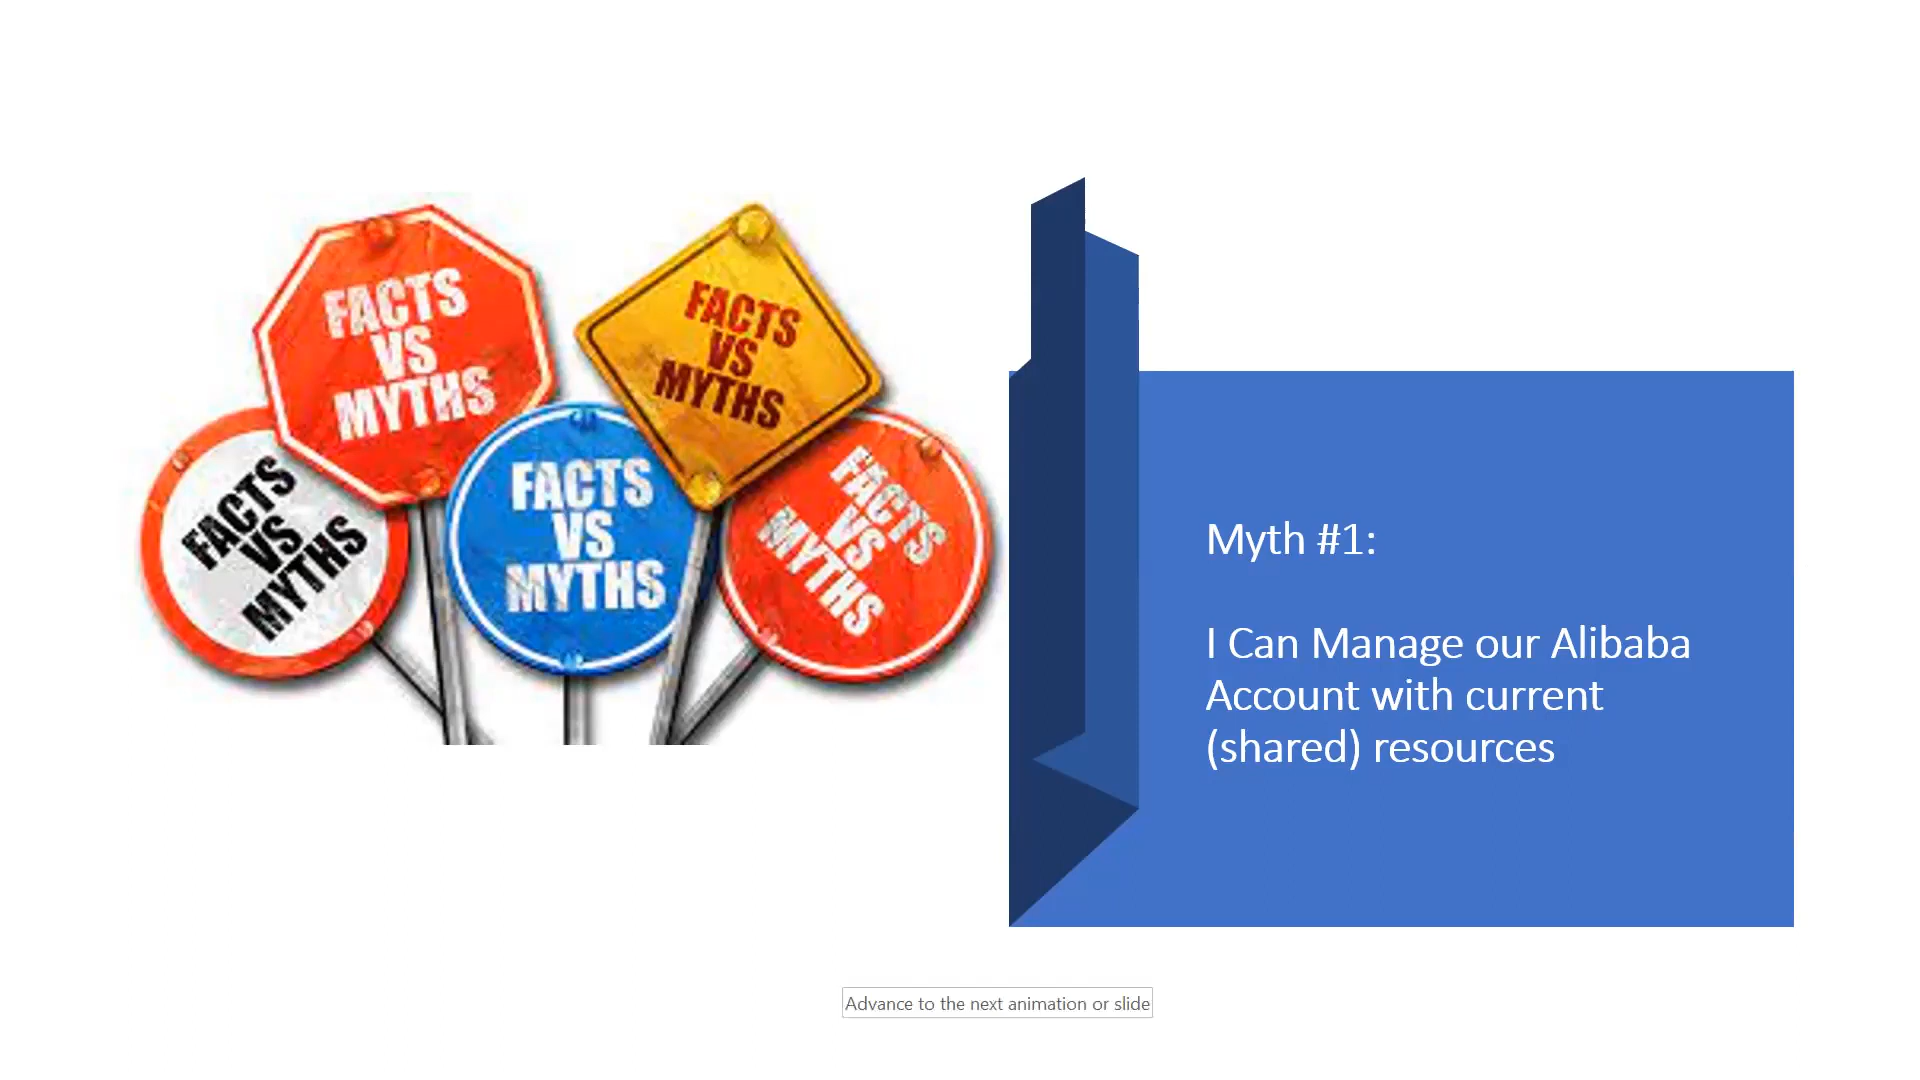 FACTS
VS
MYTHS
FACTS
VS
MYTHS
FACTS
VS
MYTHS
FACTS
VS
MYTHS
FACTS
VS
MYTHS
Myth #1:
I Can Manage our Alibaba
Account with current
(shared) resources
Advance to the next animation or slide